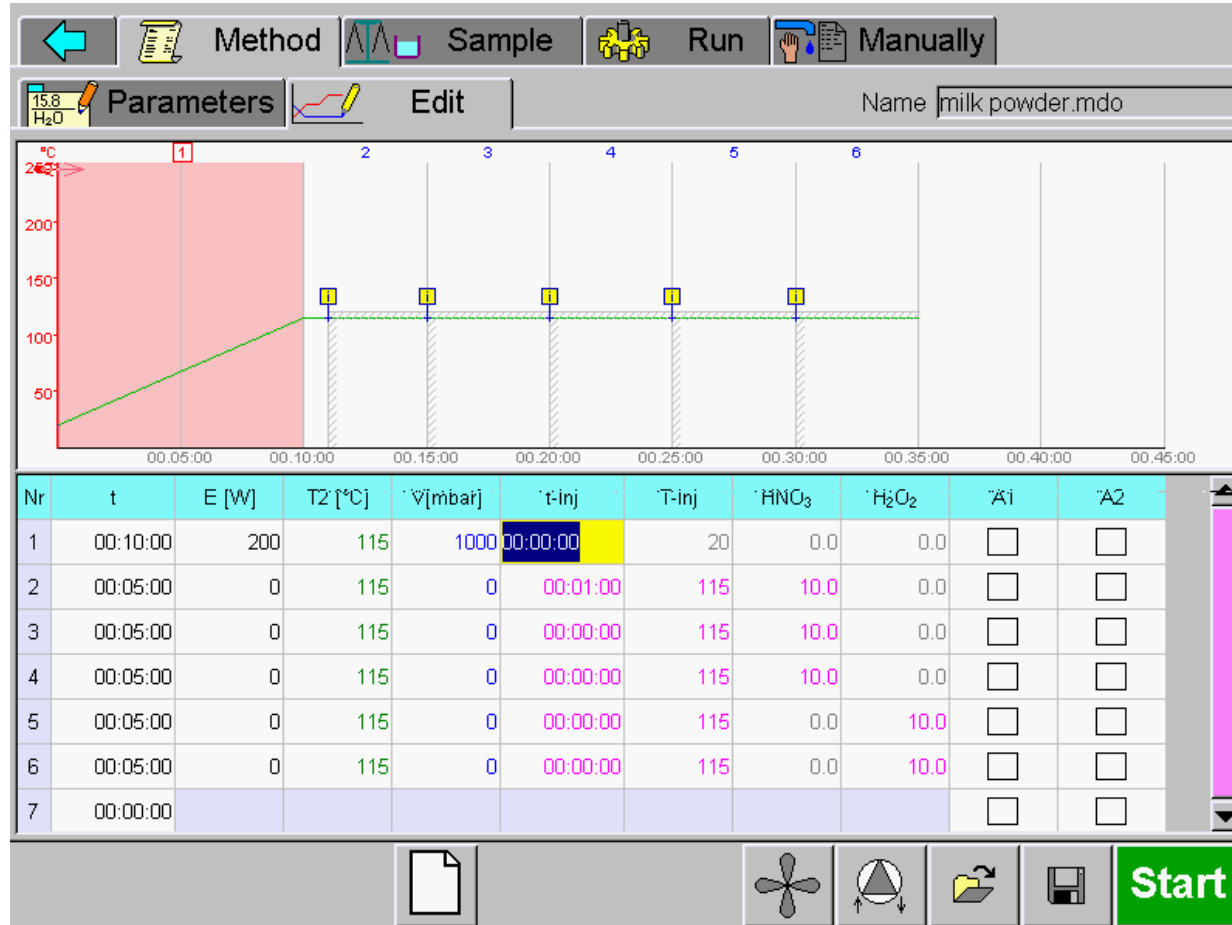 Method Sample Run Manually
15.8 H₂O Parameters Edit Name milk powder.mdo
°C 1 2 3 4 5 6
200
150
100
50
00.05:00 00.10:00 00.15:00 00.20:00 00.25:00 00.30:00 00.35:00 00.40:00 00.45:00
Nr t E [W] T2 [°C] V[mbar] t-inj T-inj HNO₃ H₂O₂ A1 A2
1 00:10:00 200 115 1000 00:00:00 20 0.0 0.0
2 00:05:00 0 115 0 00:01:00 115 10.0 0.0
3 00:05:00 0 115 0 00:00:00 115 10.0 0.0
4 00:05:00 0 115 0 00:00:00 115 10.0 0.0
5 00:05:00 0 115 0 00:00:00 115 0.0 10.0
6 00:05:00 0 115 0 00:00:00 115 0.0 10.0
7 00:00:00
Start